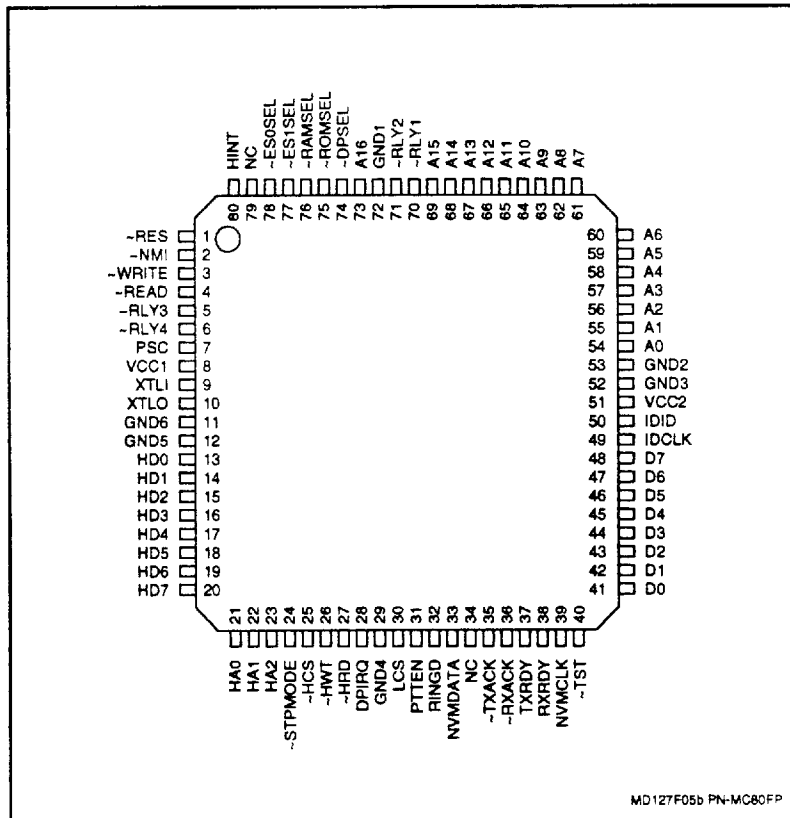 HINT
NC
~ES0SEL
~ES1SEL
~RAMSEL
~ROMSEL
~DPSEL
A16
GND1
~RLY2
~RLY1
A15
A14
A13
A12
A11
A10
A9
A8
A7
80 79 78 77 76 75 74 73 72 71 70 69 68 67 66 65 64 63 62 61
~RES 1
~NMI 2
~WRITE 3
~READ 4
~RLY3 5
~RLY4 6
PSC 7
VCC1 8
XTLI 9
XTLO 10
GND6 11
GND5 12
HD0 13
HD1 14
HD2 15
HD3 16
HD4 17
HD5 18
HD6 19
HD7 20
60 A6
59 A5
58 A4
57 A3
56 A2
55 A1
54 A0
53 GND2
52 GND3
51 VCC2
50 IDID
49 IDCLK
48 D7
47 D6
46 D5
45 D4
44 D3
43 D2
42 D1
41 D0
21 22 23 24 25 26 27 28 29 30 31 32 33 34 35 36 37 38 39 40
HA0
HA1
HA2
~STPMODE
~HCS
~HWT
~HRD
DPIRQ
GND4
LCS
PTTEN
RINGD
NVMDATA
NC
~TXACK
~RXACK
TXRDY
RXRDY
NVMCLK
~TST
MD127F05b PN-MC80FP